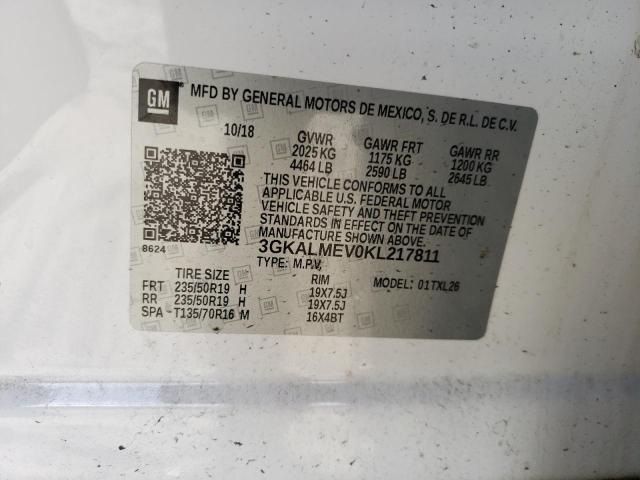 GM
MFD BY GENERAL MOTORS DE MEXICO, S. DE R.L. DE C.V.
10/18 GVWR GAWR FRT GAWR RR
2025 KG 1175 KG 1200 KG
4464 LB 2590 LB 2645 LB
THIS VEHICLE CONFORMS TO ALL
APPLICABLE U.S. FEDERAL MOTOR
VEHICLE SAFETY AND THEFT PREVENTION
STANDARDS IN EFFECT ON THE DATE OF
MANUFACTURE SHOWN ABOVE.
8624
3GKALMEV0KL217811
TYPE: M.P.V. MODEL: 01TXL26
TIRE SIZE RIM
FRT 235/50R19 H 19X7.5J
RR 235/50R19 H 19X7.5J
SPA - T135/70R16 M 16X4BT